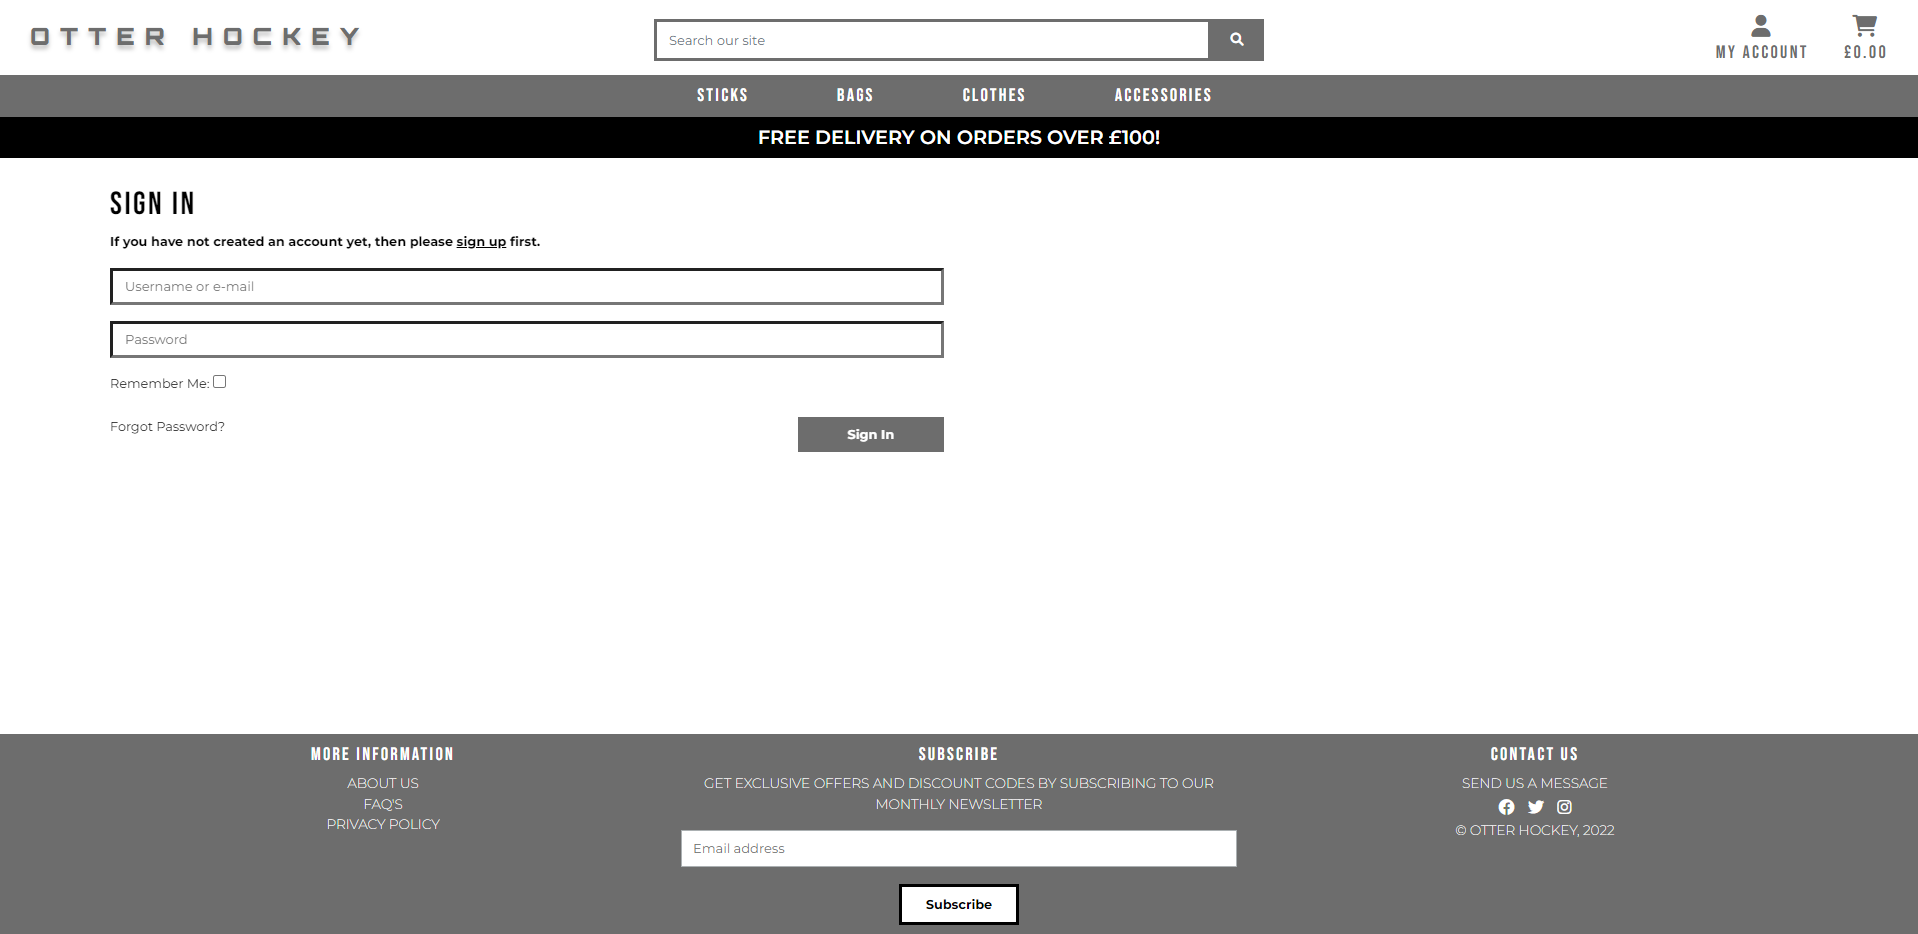 OTTER HOCKEY
Search our site
MY ACCOUNT
£0.00
STICKS BAGS CLOTHES ACCESSORIES
FREE DELIVERY ON ORDERS OVER £100!
SIGN IN
If you have not created an account yet, then please sign up first.
Username or e-mail
Password
Remember Me:
Forgot Password?
Sign In
MORE INFORMATION
ABOUT US
FAQ'S
PRIVACY POLICY
SUBSCRIBE
GET EXCLUSIVE OFFERS AND DISCOUNT CODES BY SUBSCRIBING TO OUR
MONTHLY NEWSLETTER
Email address
Subscribe
CONTACT US
SEND US A MESSAGE
© OTTER HOCKEY, 2022